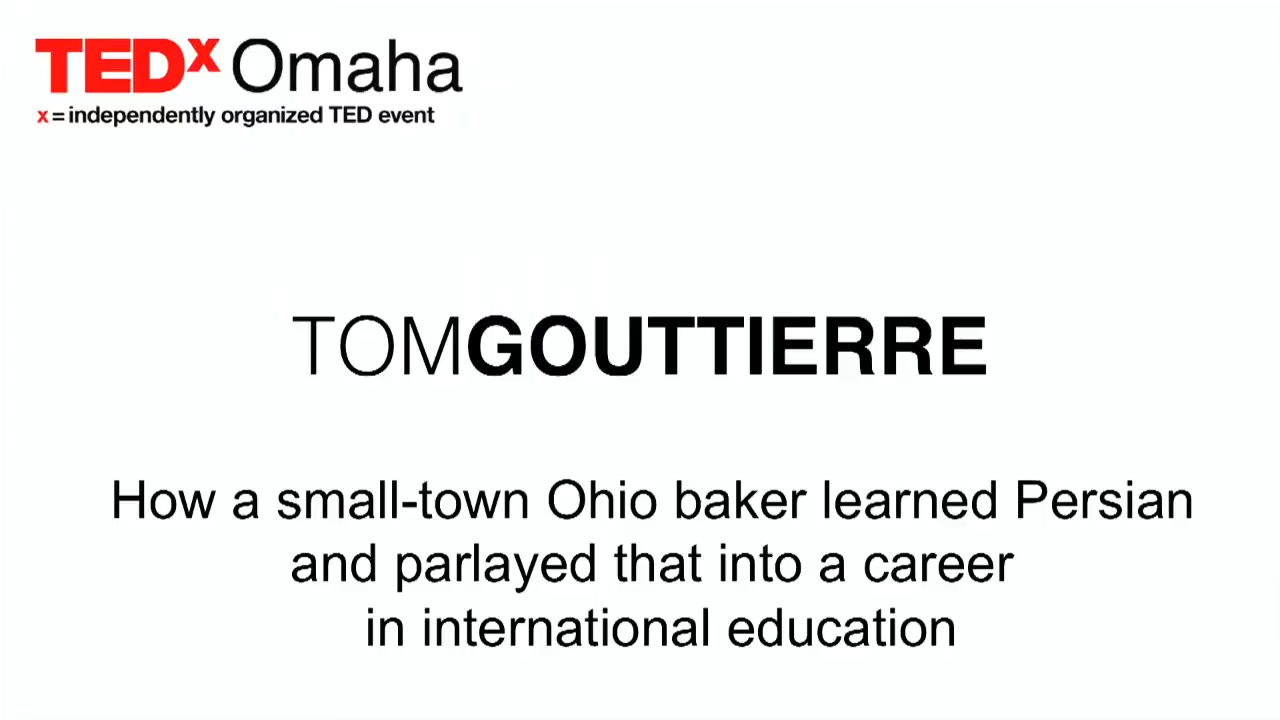 TEDx Omaha
x = independently organized TED event
TOMGOUTTIERRE
How a small-town Ohio baker learned Persian
and parlayed that into a career
in international education